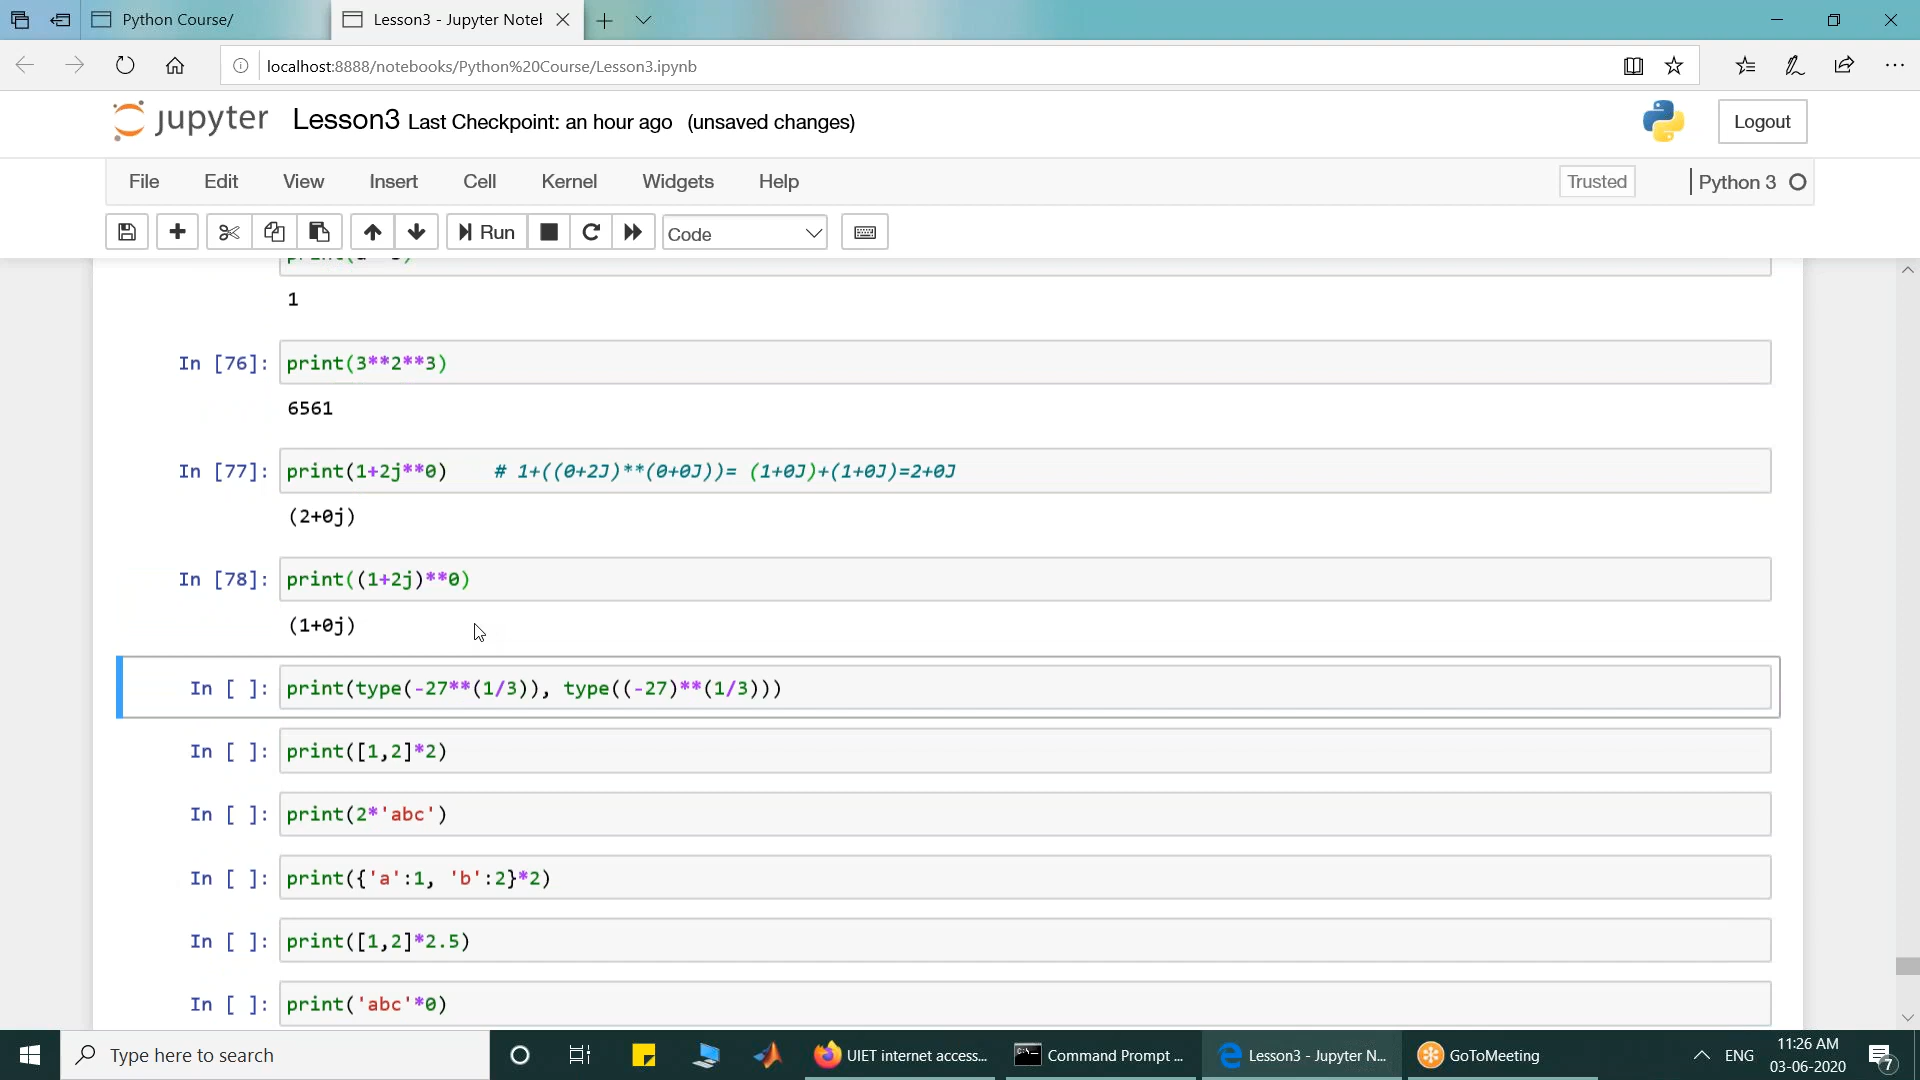 Python Course/
Lesson3 - Jupyter Notel
localhost:8888/notebooks/Python%20Course/Lesson3.ipynb
jupyter Lesson3 Last Checkpoint: an hour ago (unsaved changes)
Logout
File Edit View Insert Cell Kernel Widgets Help
Trusted
Python 3
Run
Code
1
In [76]: print(3**2**3)
6561
In [77]: print(1+2j**0) # 1+((0+2J)**(0+0J))= (1+0J)+(1+0J)=2+0J
(2+0j)
In [78]: print((1+2j)**0)
(1+0j)
In [ ]: print(type(-27**(1/3)), type((-27)**(1/3)))
In [ ]: print([1,2]*2)
In [ ]: print(2*'abc')
In [ ]: print({'a':1, 'b':2}*2)
In [ ]: print([1,2]*2.5)
In [ ]: print('abc'*0)
Type here to search
UIET internet access...
Command Prompt ...
Lesson3 - Jupyter N...
GoToMeeting
ENG
11:26 AM
03-06-2020
7